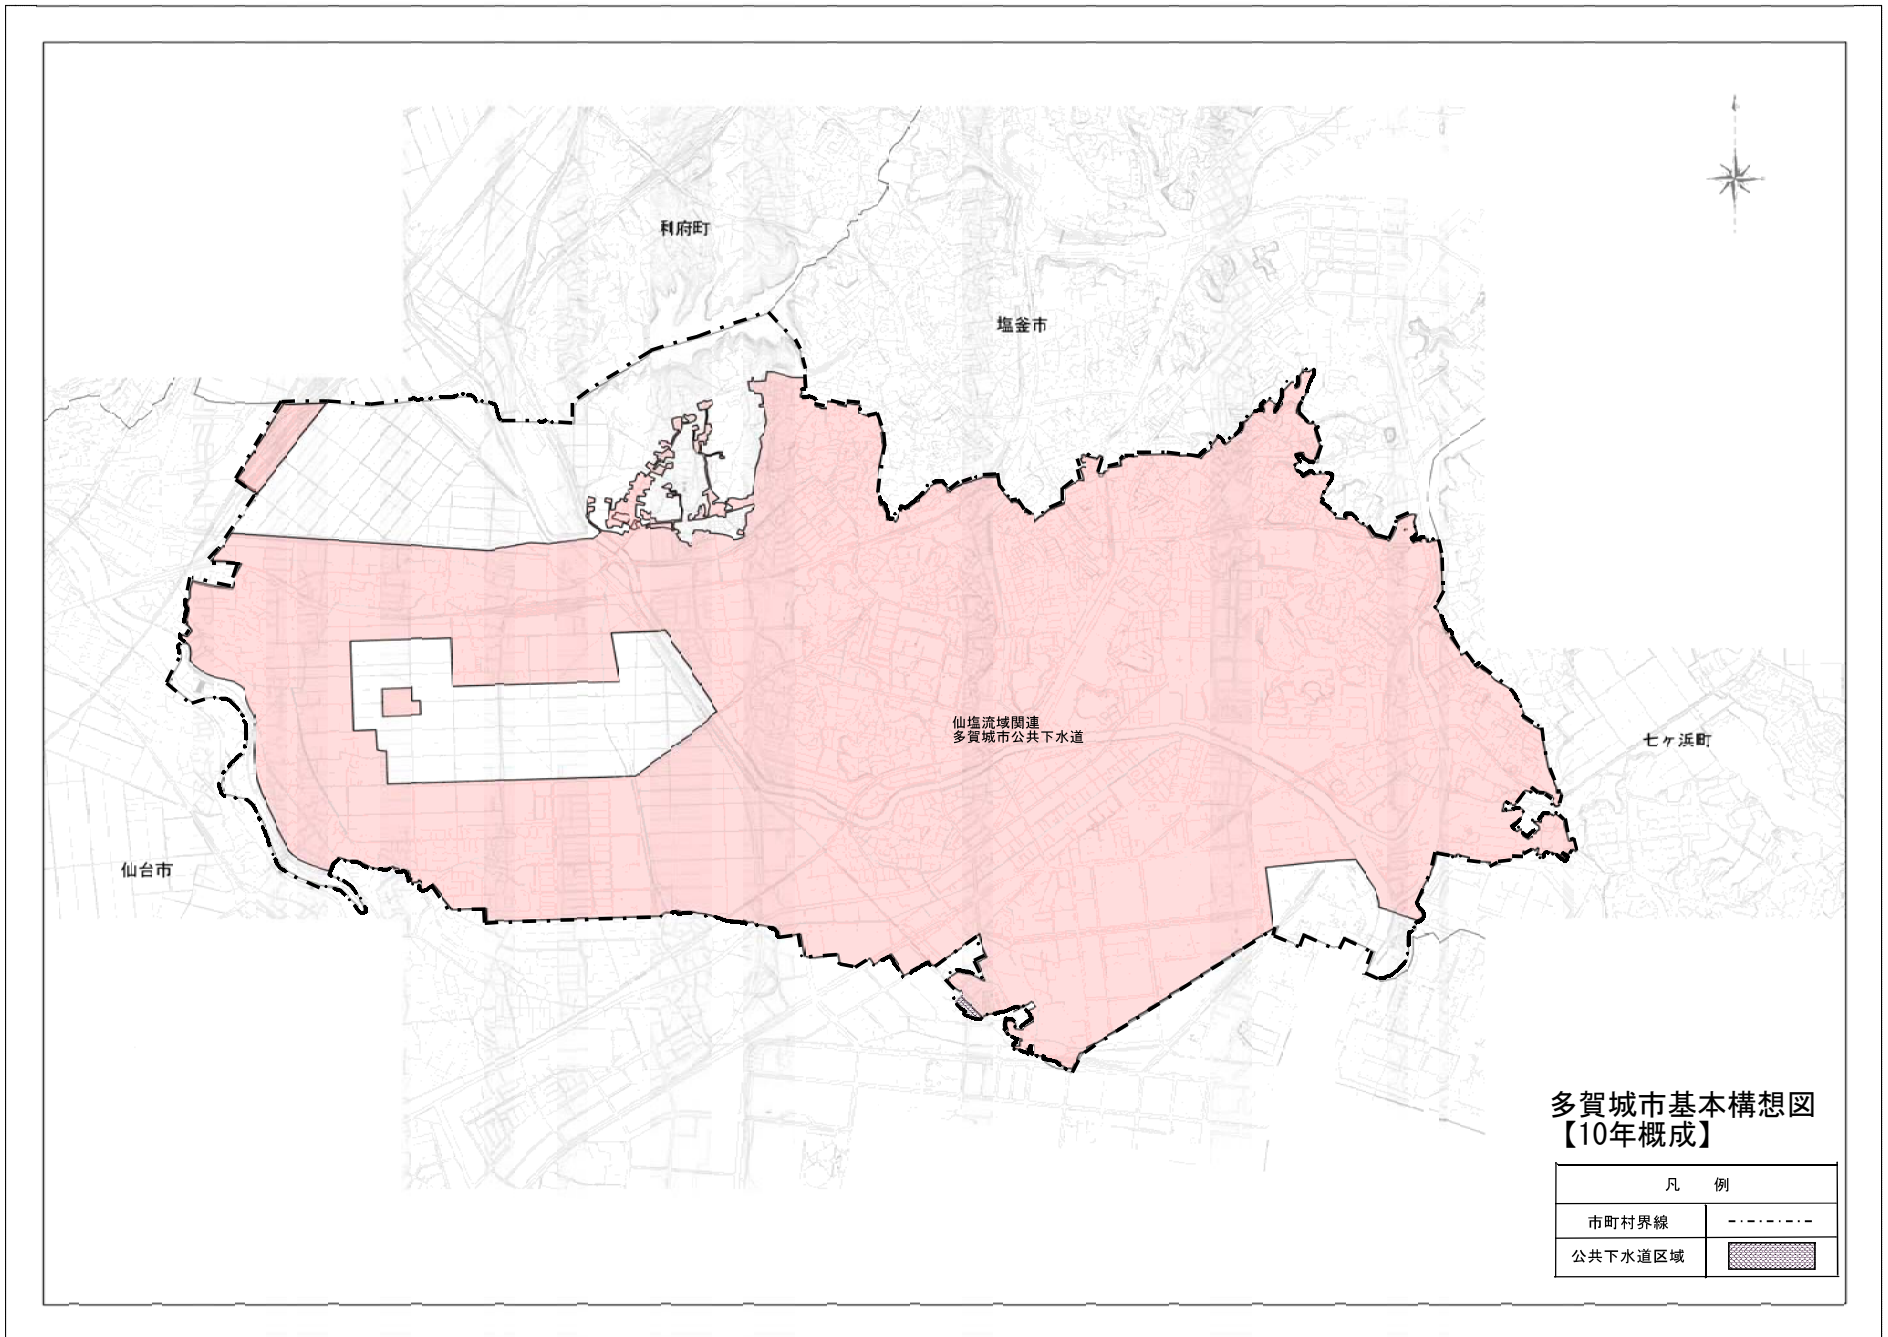 利府町
塩釜市
仙塩流域関連
多賀城市公共下水道
七ヶ浜町
仙台市
多賀城市基本構想図
【10年概成】
凡 例
市町村界線
公共下水道区域